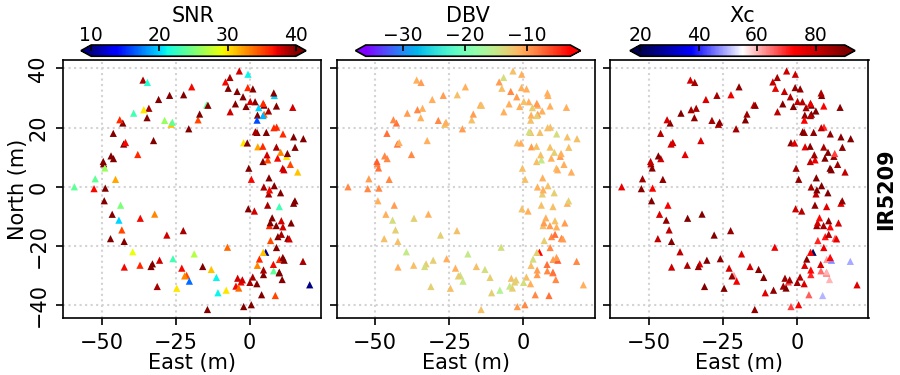 SNR DBV Xc
10 20 30 40 −30 −20 −10 20 40 60 80
North (m)
40
20
0
−20
−40
−50 −25 0 −50 −25 0 −50 −25 0
East (m) East (m) East (m)
IR5209